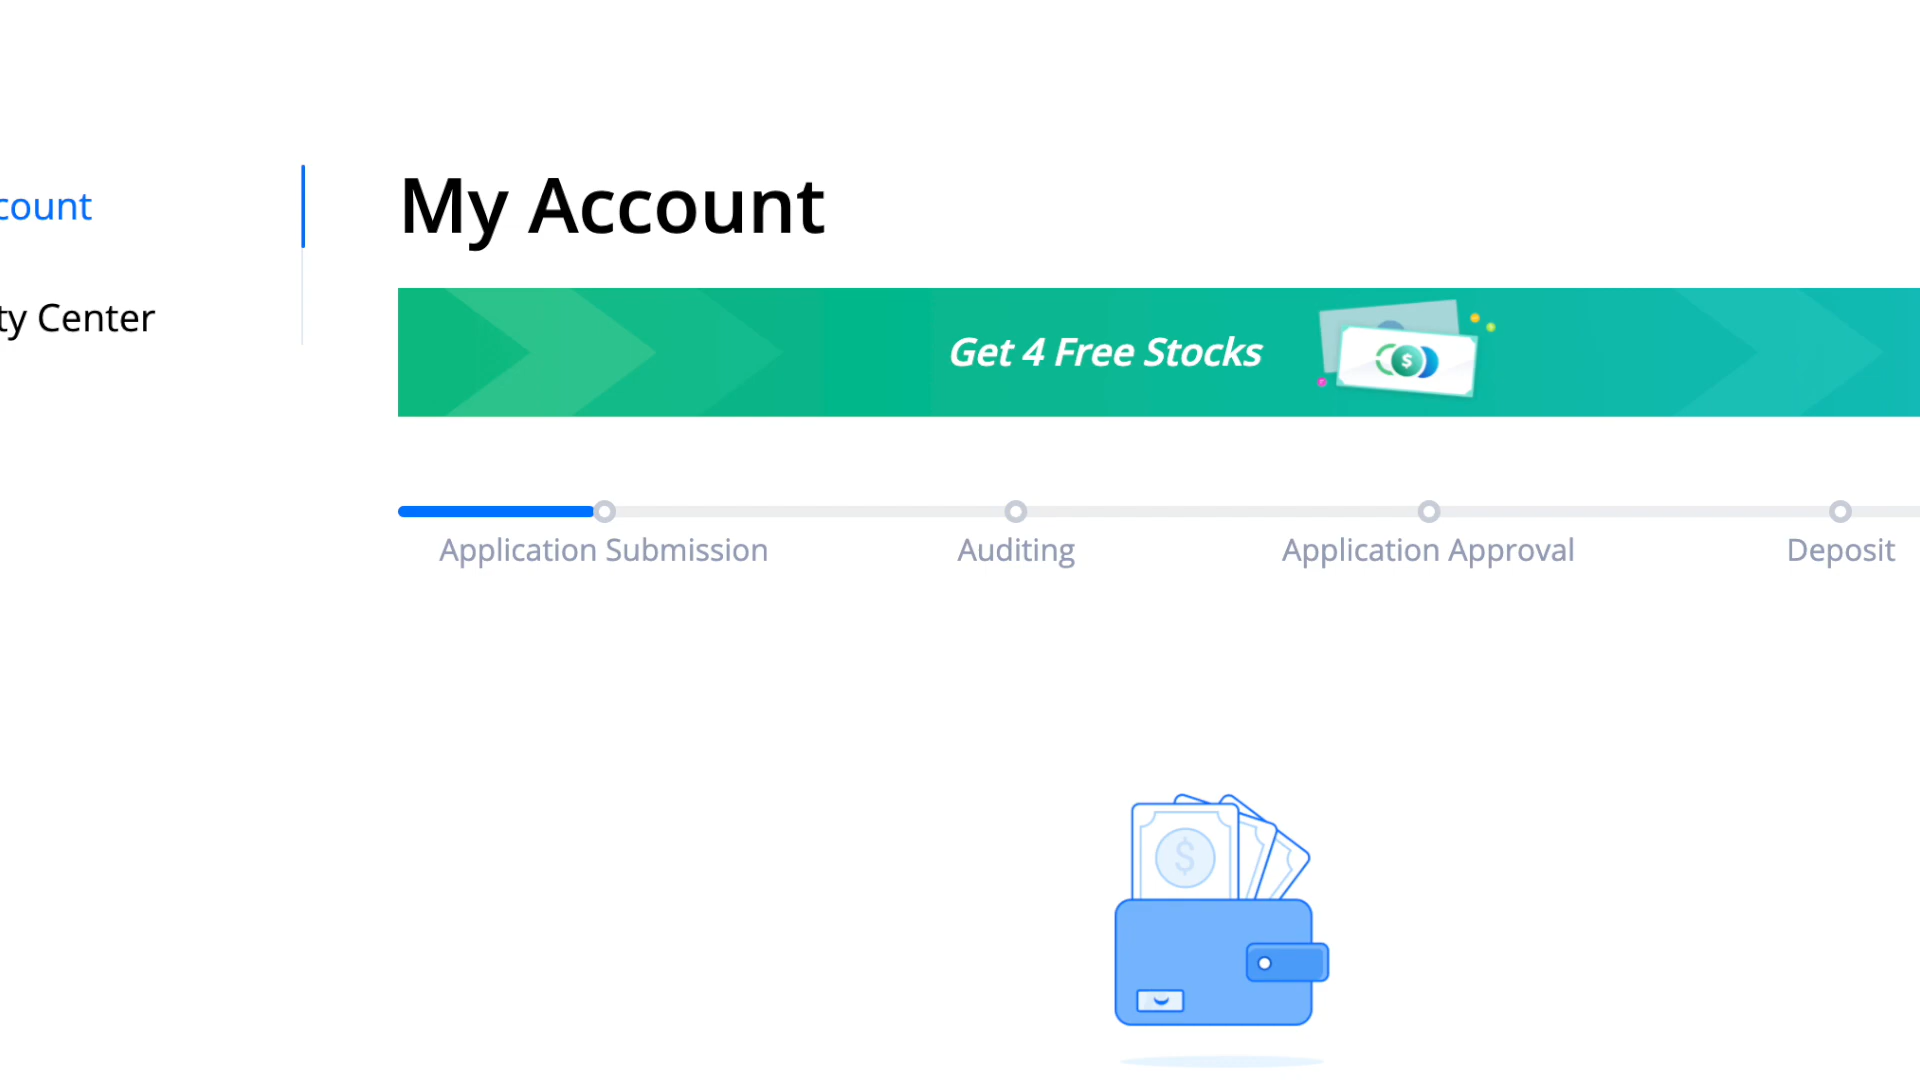 My Account
count
ty Center
Get 4 Free Stocks
$
Application Submission
Auditing
Application Approval
Deposit
$